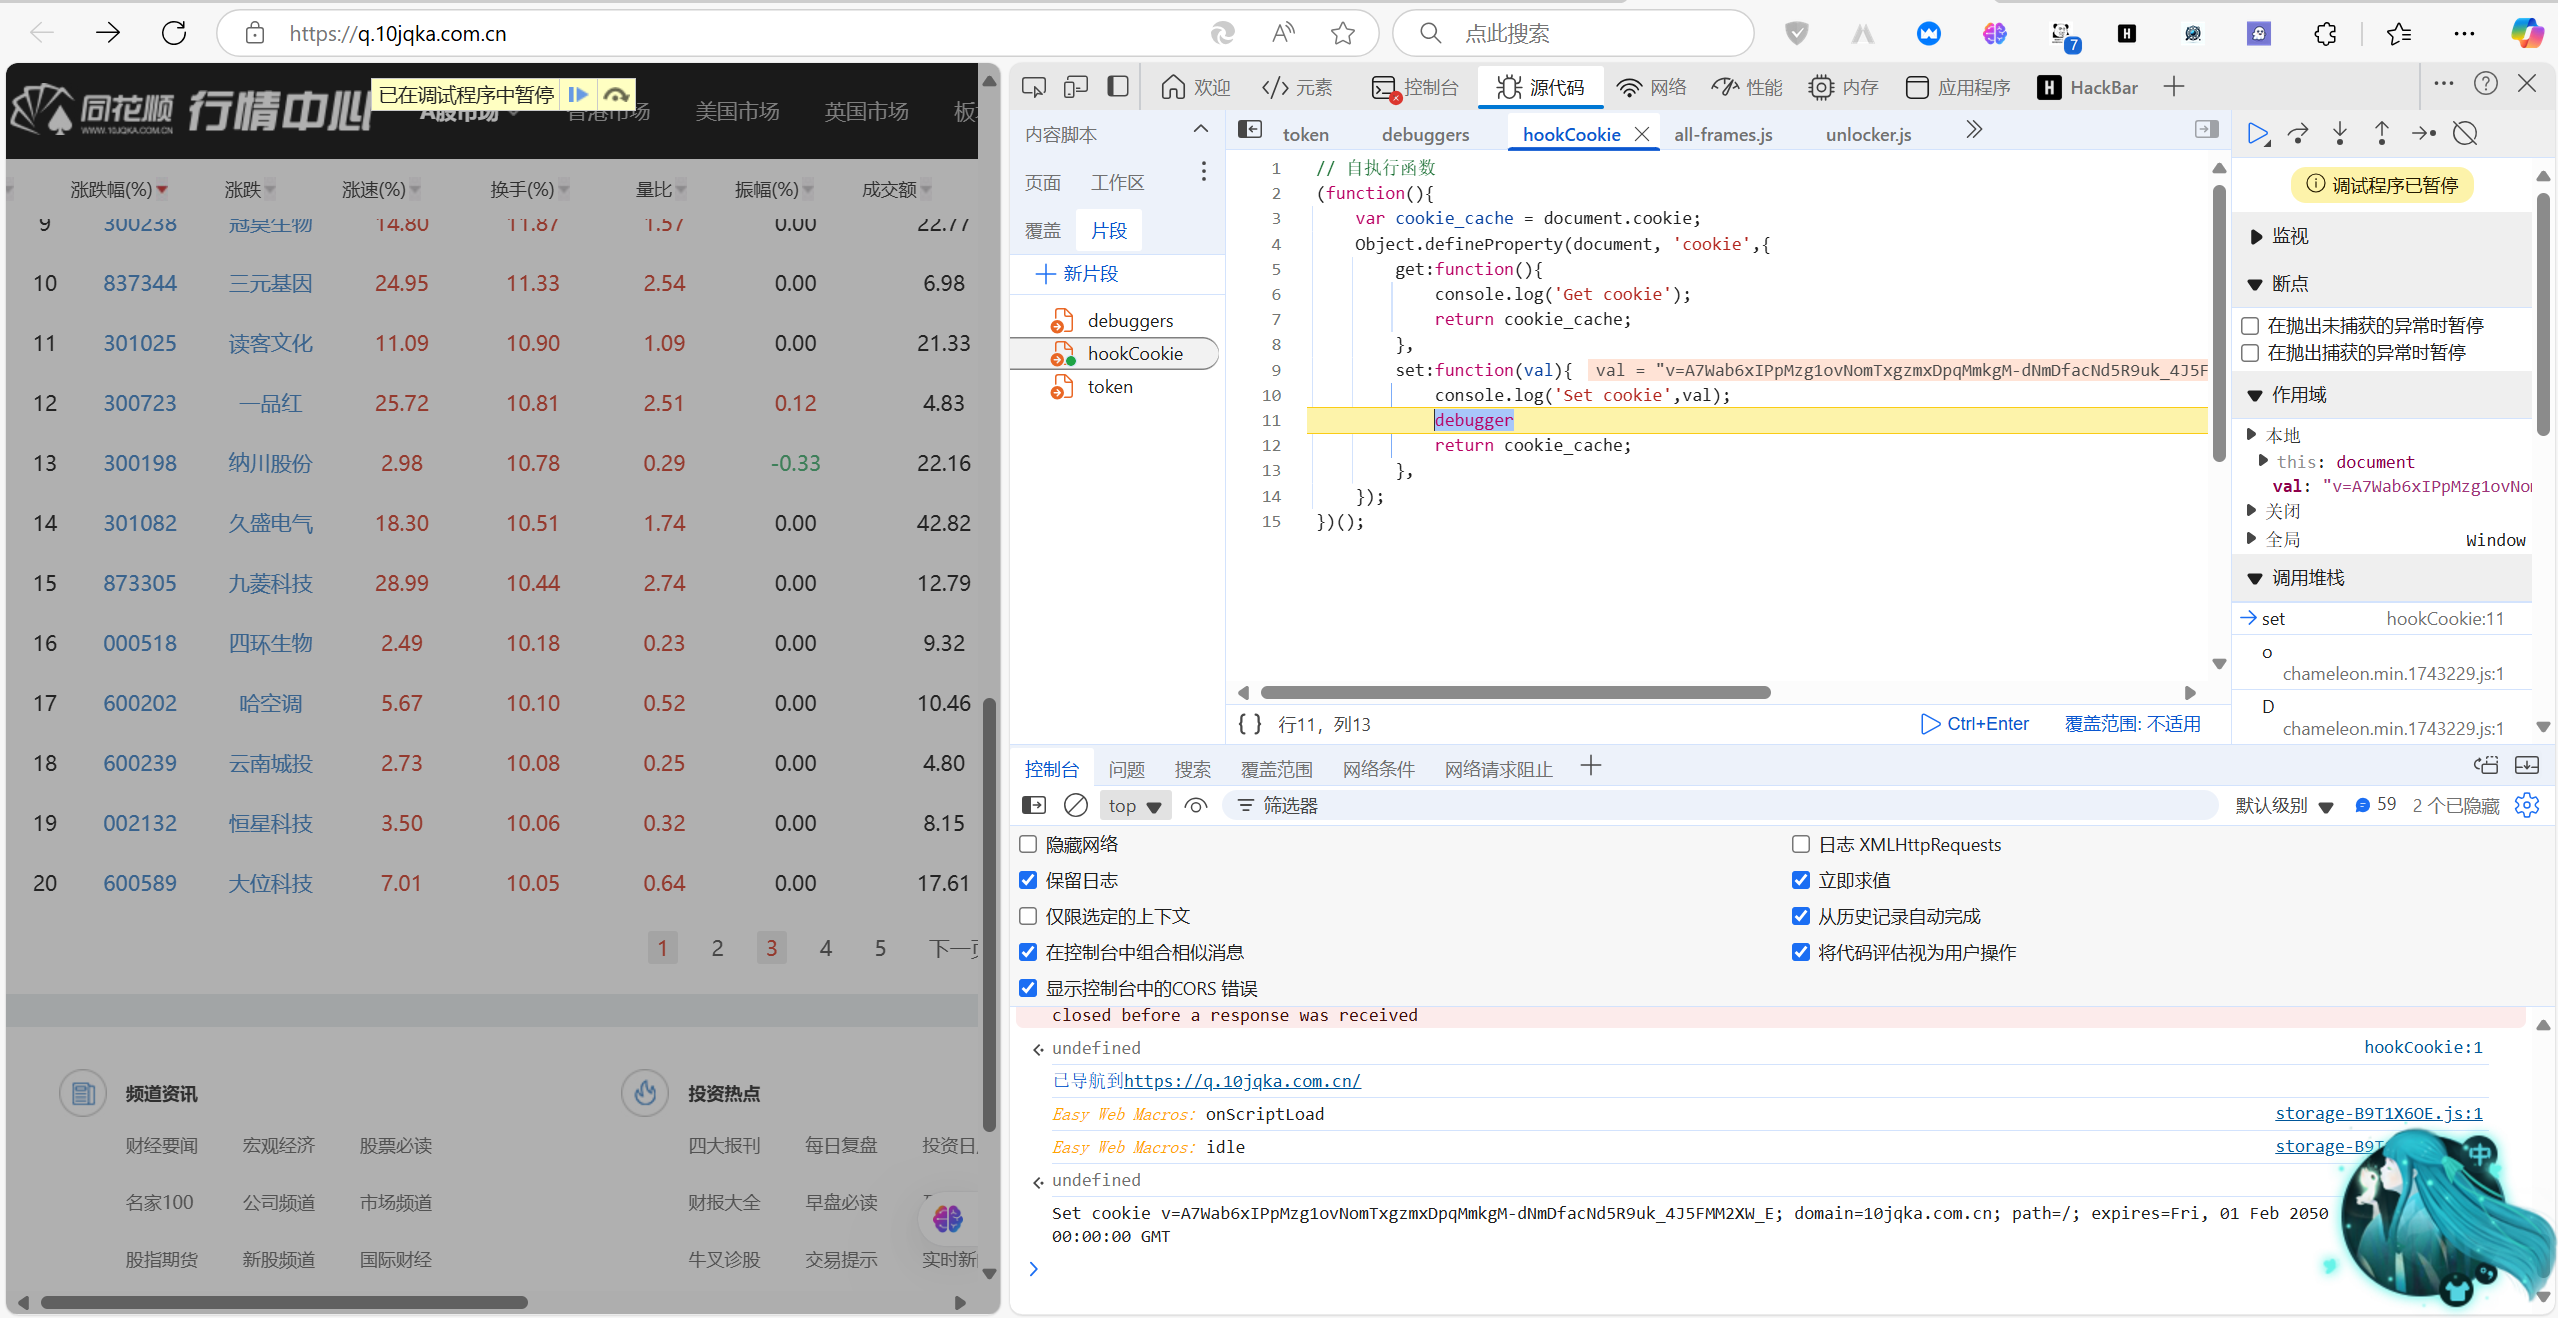 https://q.10jqka.com.cn
点此搜索
7
同花顺
WWW.10JQKA.COM.CN
行情中心
已在调试程序中暂停
A股市场
香港市场
美国市场
英国市场
涨跌幅(%)
涨跌
涨速(%)
换手(%)
量比
振幅(%)
成交额
9 300238 冠昊生物 14.80 11.87 1.57 0.00 22.77
10 837344 三元基因 24.95 11.33 2.54 0.00 6.98
11 301025 读客文化 11.09 10.90 1.09 0.00 21.33
12 300723 一品红 25.72 10.81 2.51 0.12 4.83
13 300198 纳川股份 2.98 10.78 0.29 -0.33 22.16
14 301082 久盛电气 18.30 10.51 1.74 0.00 42.82
15 873305 九菱科技 28.99 10.44 2.74 0.00 12.79
16 000518 四环生物 2.49 10.18 0.23 0.00 9.32
17 600202 哈空调 5.67 10.10 0.52 0.00 10.46
18 600239 云南城投 2.73 10.08 0.25 0.00 4.80
19 002132 恒星科技 3.50 10.06 0.32 0.00 8.15
20 600589 大位科技 7.01 10.05 0.64 0.00 17.61
1 2 3 4 5 下一页
频道资讯
投资热点
财经要闻 宏观经济 股票必读
四大报刊 每日复盘 投资日
名家100 公司频道 市场频道
财报大全 早盘必读
股指期货 新股频道 国际财经
牛叉诊股 交易提示 实时新
欢迎
元素
控制台
源代码
网络
性能
内存
应用程序
H HackBar
内容脚本
页面 工作区
覆盖 片段
新片段
debuggers
hookCookie
token
token debuggers hookCookie all-frames.js unlocker.js
1 // 自执行函数
2 (function(){
3 var cookie_cache = document.cookie;
4 Object.defineProperty(document, 'cookie',{
5 get:function(){
6 console.log('Get cookie');
7 return cookie_cache;
8 },
9 set:function(val){ val = "v=A7Wab6xIPpMzg1ovNomTxgzmxDpqMmkgM-dNmDfacNd5R9uk_4J5F
10 console.log('Set cookie',val);
11 debugger
12 return cookie_cache;
13 },
14 });
15 })();
{ } 行11，列13
Ctrl+Enter
覆盖范围: 不适用
调试程序已暂停
监视
断点
在抛出未捕获的异常时暂停
在抛出捕获的异常时暂停
作用域
本地
this: document
val: "v=A7Wab6xIPpMzg1ovNo
关闭
全局 Window
调用堆栈
set hookCookie:11
o
chameleon.min.1743229.js:1
D
chameleon.min.1743229.js:1
控制台 问题 搜索 覆盖范围 网络条件 网络请求阻止
top
筛选器
默认级别
59
2 个已隐藏
隐藏网络
日志 XMLHttpRequests
保留日志
立即求值
仅限选定的上下文
从历史记录自动完成
在控制台中组合相似消息
将代码评估视为用户操作
显示控制台中的CORS 错误
closed before a response was received
undefined hookCookie:1
已导航到https://q.10jqka.com.cn/
Easy Web Macros: onScriptLoad storage-B9T1X6OE.js:1
Easy Web Macros: idle storage-B9T
undefined
Set cookie v=A7Wab6xIPpMzg1ovNomTxgzmxDpqMmkgM-dNmDfacNd5R9uk_4J5FMM2XW_E; domain=10jqka.com.cn; path=/; expires=Fri, 01 Feb 2050
00:00:00 GMT
中